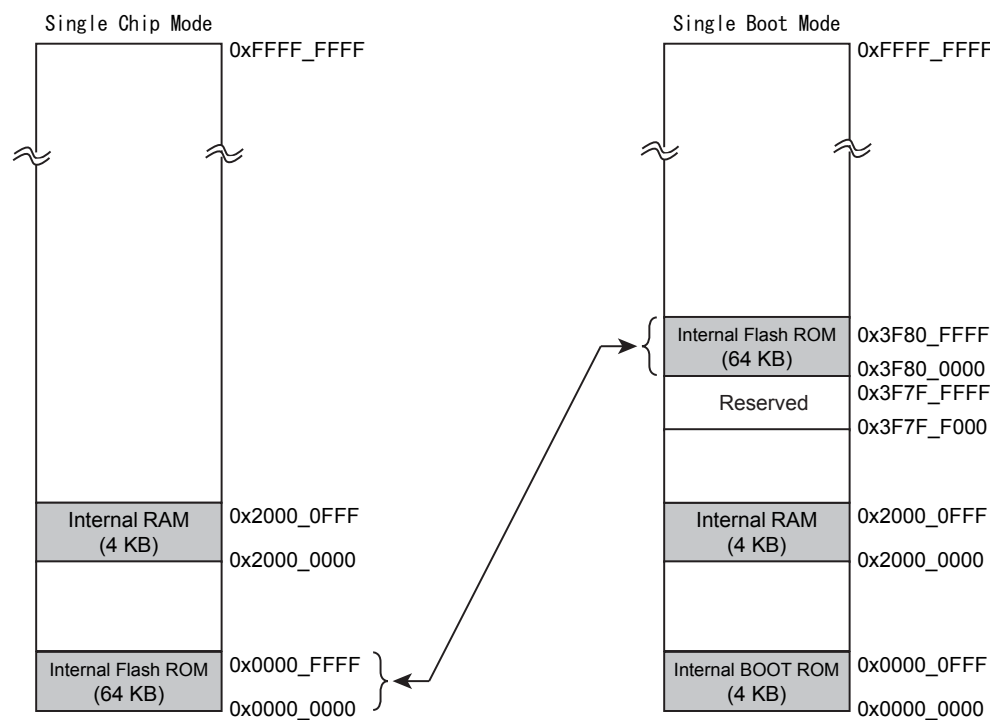 Single Chip Mode
0xFFFF_FFFF
Internal RAM
(4 KB)
0x2000_0FFF
0x2000_0000
Internal Flash ROM
(64 KB)
0x0000_FFFF
0x0000_0000
Single Boot Mode
0xFFFF_FFFF
Internal Flash ROM
(64 KB)
0x3F80_FFFF
0x3F80_0000
Reserved
0x3F7F_FFFF
0x3F7F_F000
Internal RAM
(4 KB)
0x2000_0FFF
0x2000_0000
Internal BOOT ROM
(4 KB)
0x0000_0FFF
0x0000_0000